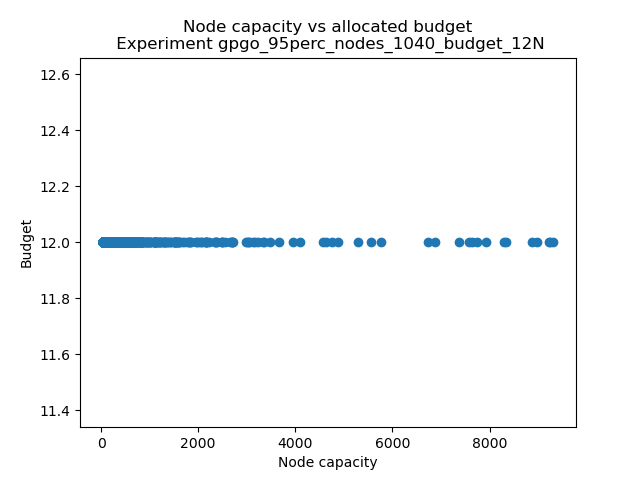 Node capacity vs allocated budget
Experiment gpgo_95perc_nodes_1040_budget_12N
12.6
12.4
12.2
12.0
11.8
11.6
11.4
Budget
0 2000 4000 6000 8000
Node capacity